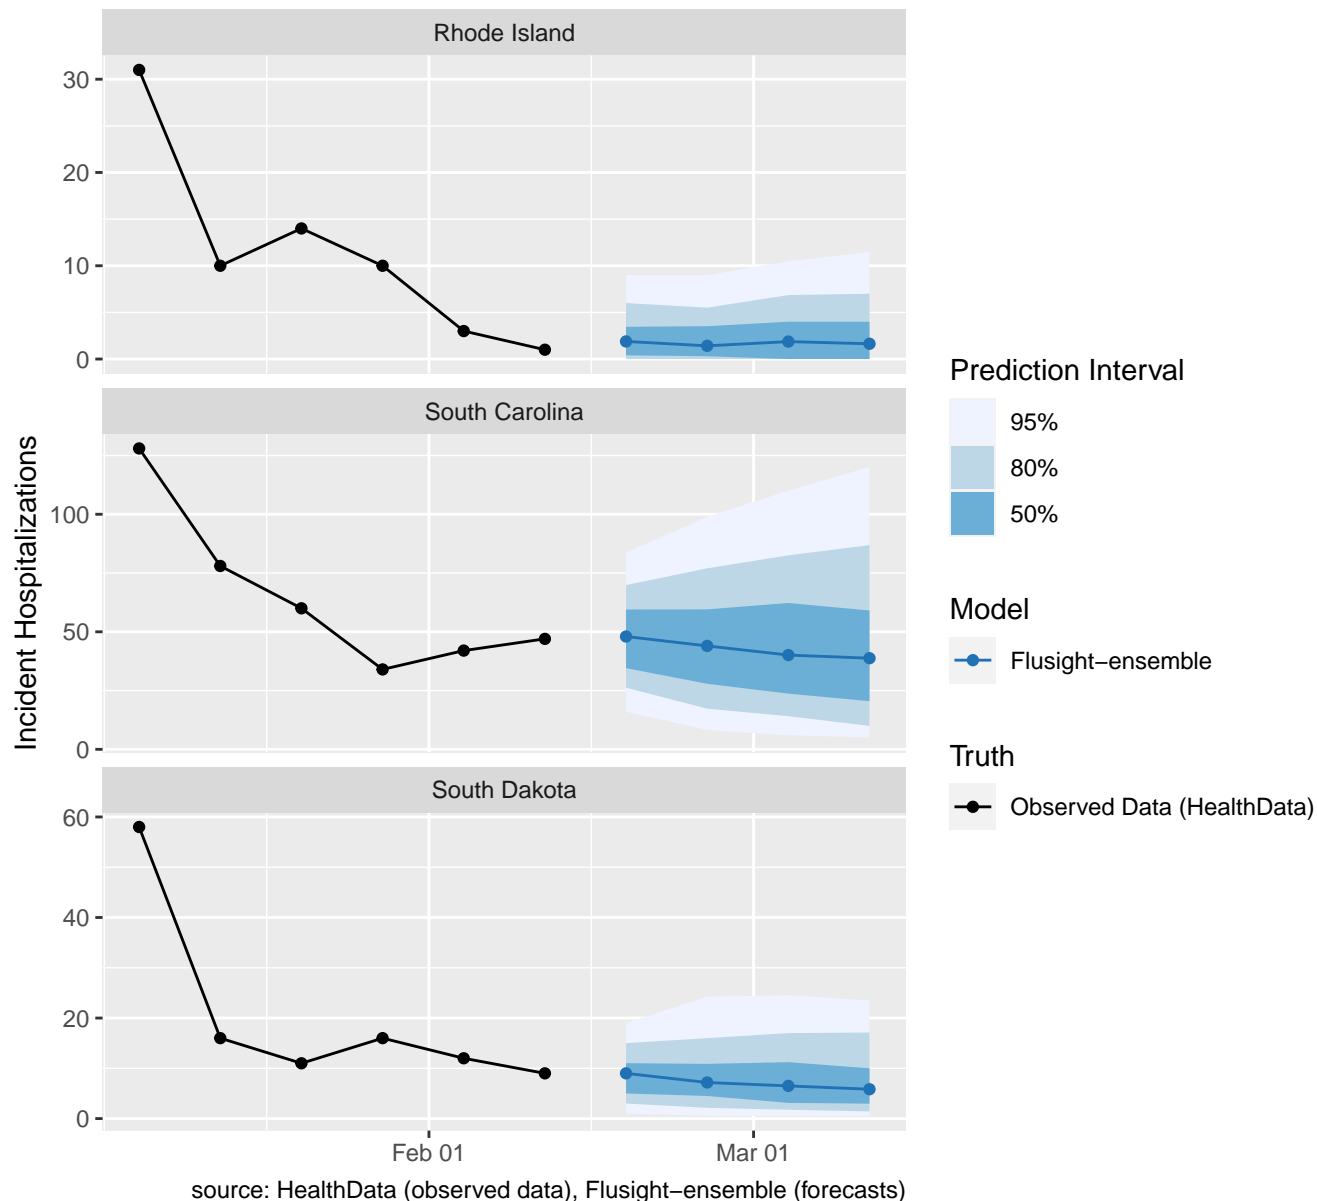 Rhode Island
30
20
10
0
South Carolina
100
50
0
South Dakota
60
40
20
0
Feb 01
Mar 01
Incident Hospitalizations
source: HealthData (observed data), Flusight−ensemble (forecasts)
Prediction Interval
95%
80%
50%
Model
Flusight−ensemble
Truth
Observed Data (HealthData)